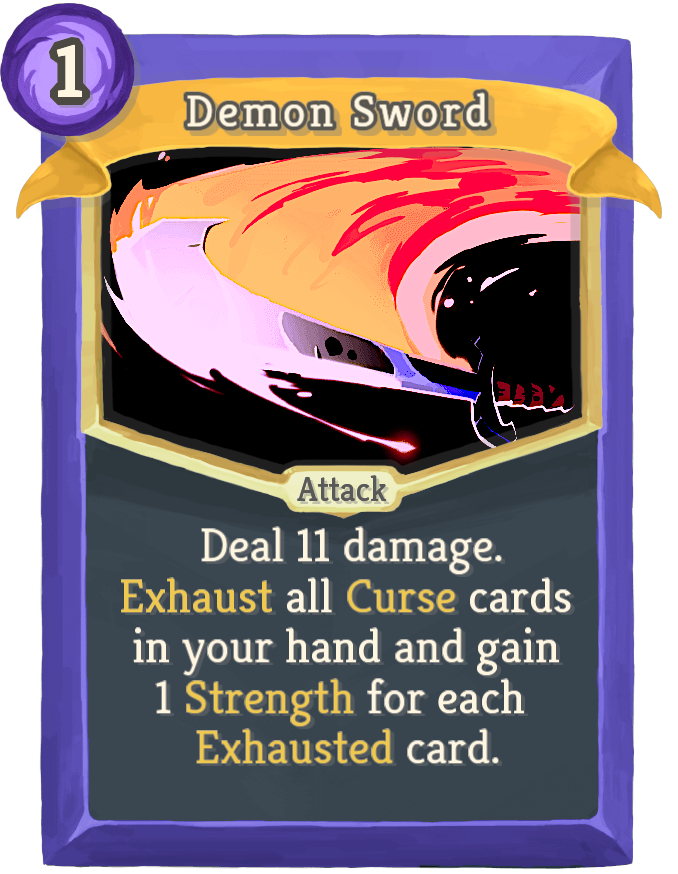 1
Demon Sword
Attack
Deal 11 damage.
Exhaust all Curse cards
in your hand and gain
1 Strength for each
Exhausted card.